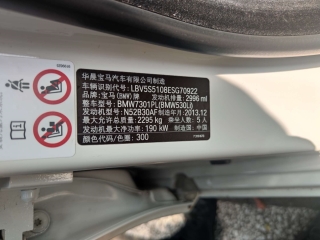 华晨宝马汽车有限公司制造
车辆识别代号: LBV5S5108ESG70922
品牌: 宝马(BMW)牌 发动机排量: 2996 ml
整车型号: BMW7301PL(BMW530Li)
发动机型号: N52B30AF 制造年月: 2013.12
最大允许总质量: 2295 kg 乘坐人数: 5 人
发动机最大净功率: 190 kW 制造国: 中国
颜色代码/色彩: 300